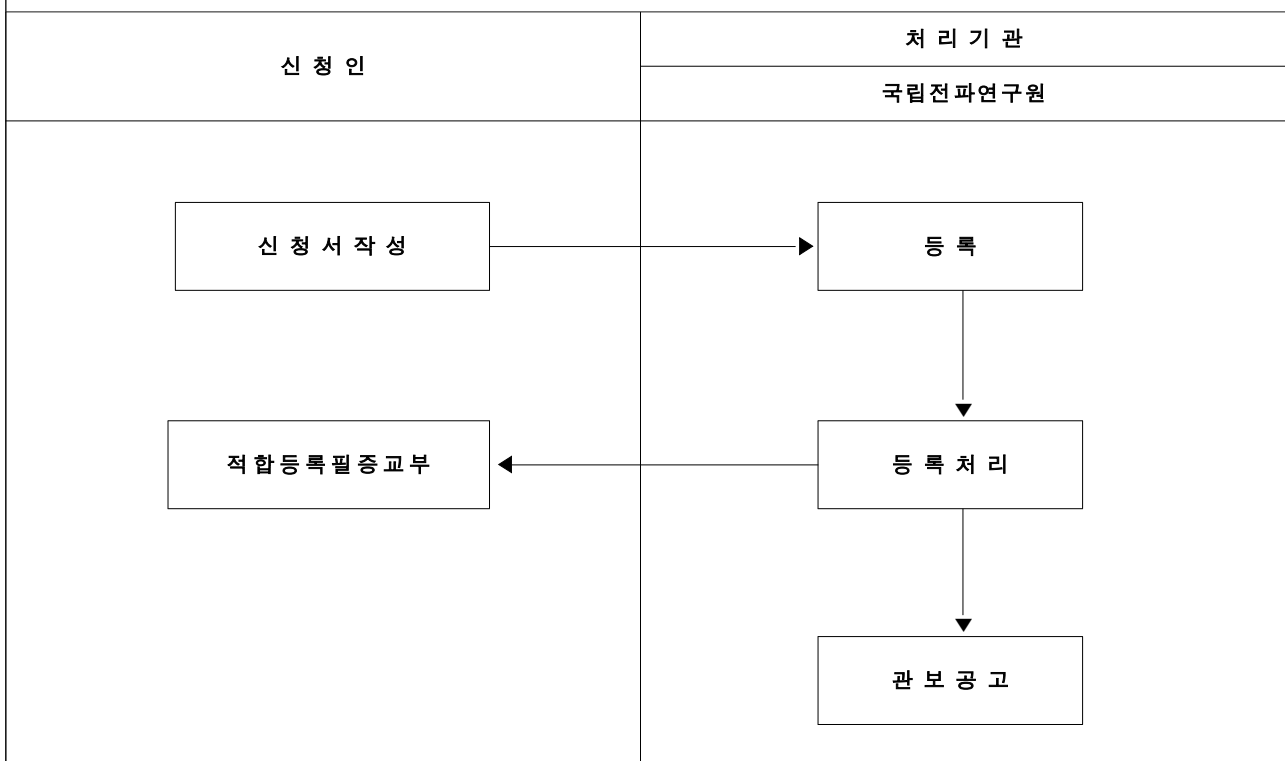 신 청 인
처 리 기 관
국립전파연구원
신 청 서 작 성
등 록
적합등록필증교부
등 록 처 리
관 보 공 고